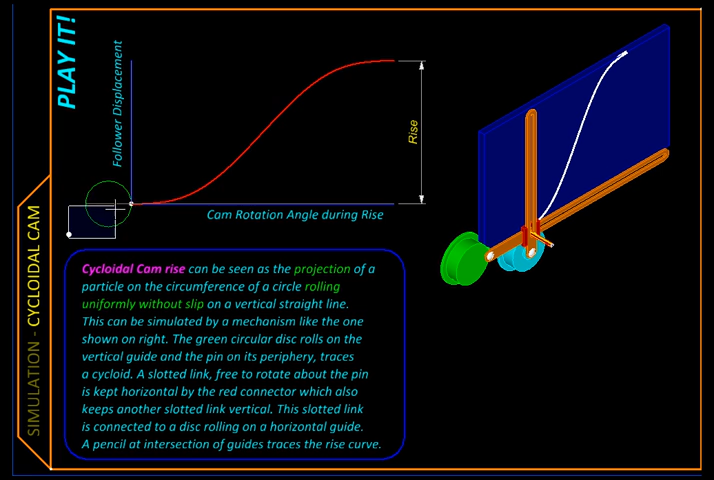 PLAY IT!
Follower Displacement
Rise
Cam Rotation Angle during Rise
SIMULATION - CYCLOIDAL CAM
Cycloidal Cam rise can be seen as the projection of a
particle on the circumference of a circle rolling
uniformly without slip on a vertical straight line.
This can be simulated by a mechanism like the one
shown on right. The green circular disc rolls on the
vertical guide and the pin on its periphery, traces
a cycloid. A slotted link, free to rotate about the pin
is kept horizontal by the red connector which also
keeps another slotted link vertical. This slotted link
is connected to a disc rolling on a horizontal guide.
A pencil at intersection of guides traces the rise curve.